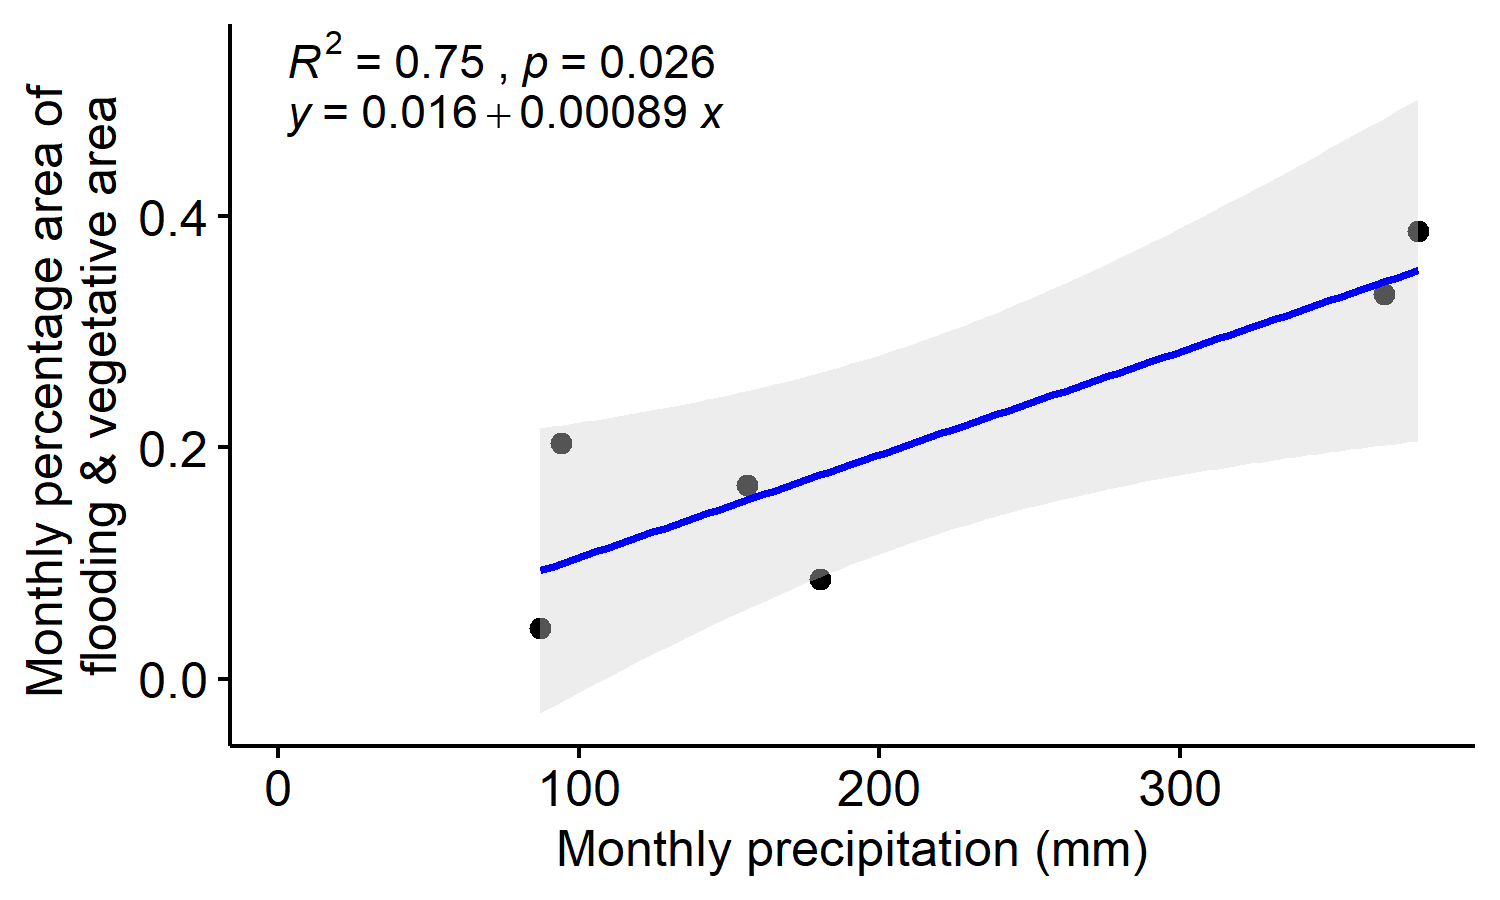 R² = 0.75 , p = 0.026
y = 0.016 + 0.00089 x
Monthly percentage area of
flooding & vegetative area
0.4
0.2
0.0
0 100 200 300
Monthly precipitation (mm)